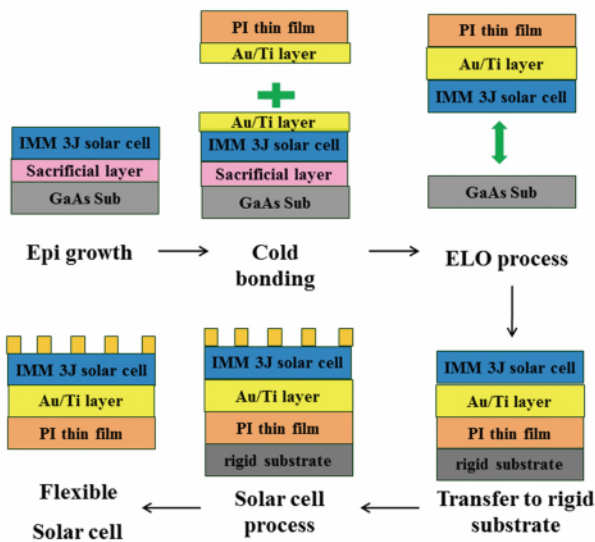 IMM 3J solar cell
Sacrificial layer
GaAs Sub
Epi growth
PI thin film
Au/Ti layer
Au/Ti layer
IMM 3J solar cell
Sacrificial layer
GaAs Sub
Cold
bonding
PI thin film
Au/Ti layer
IMM 3J solar cell
GaAs Sub
ELO process
IMM 3J solar cell
Au/Ti layer
PI thin film
rigid substrate
Transfer to rigid
substrate
IMM 3J solar cell
Au/Ti layer
PI thin film
rigid substrate
Solar cell
process
IMM 3J solar cell
Au/Ti layer
PI thin film
Flexible
Solar cell